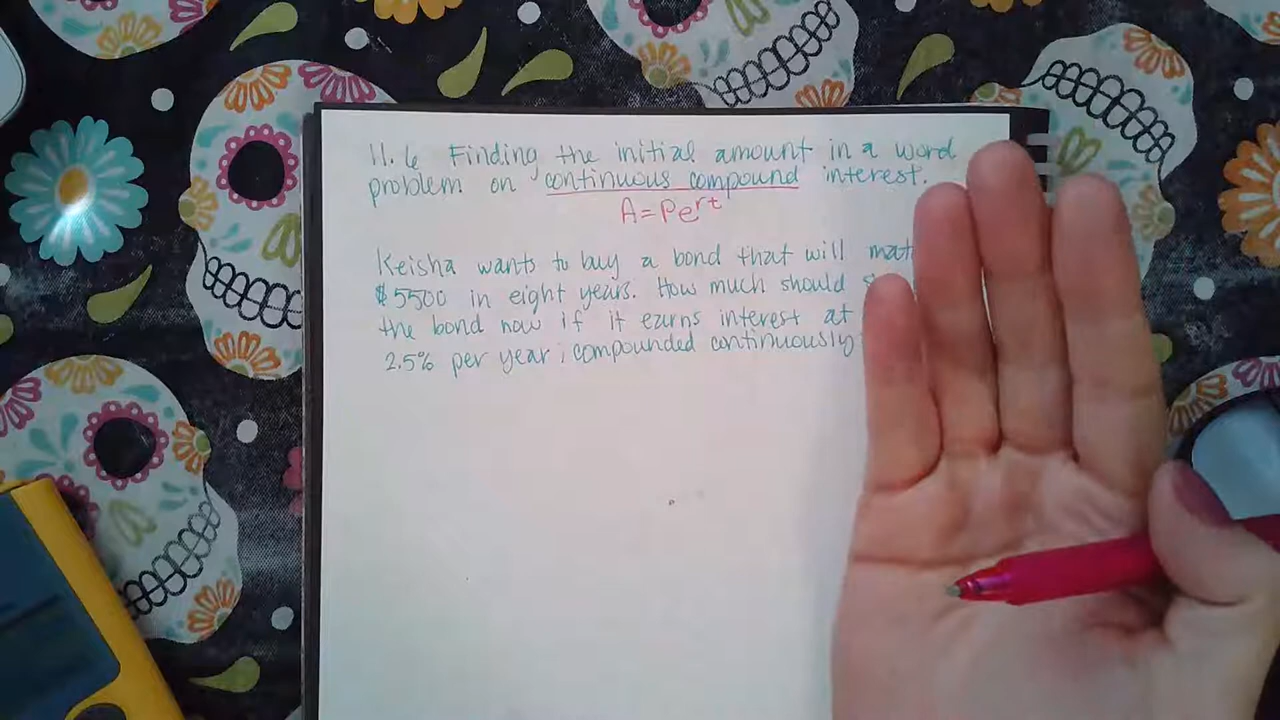 11.6 Finding the initial amount in a word
problem on continuous compound interest.
A=Pe^rt
Keisha wants to buy a bond that will mat
$5500 in eight years. How much should
the bond now if it earns interest at
2.5% per year, compounded continuously